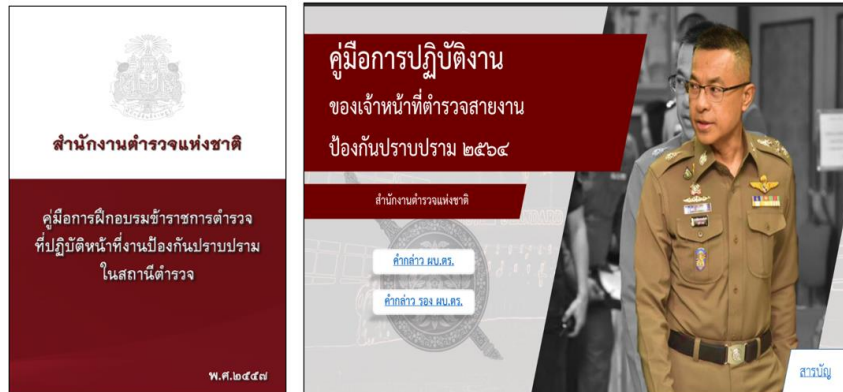 สำนักงานตำรวจแห่งชาติ
คู่มือการฝึกอบรมข้าราชการตำรวจ
ที่ปฏิบัติหน้าที่งานป้องกันปราบปราม
ในสถานีตำรวจ
พ.ศ.๒๕๕๗
คู่มือการปฏิบัติงาน
ของเจ้าหน้าที่ตำรวจสายงาน
ป้องกันปราบปราม ๒๕๖๔
สำนักงานตำรวจแห่งชาติ
คำกล่าว ผบ.ตร.
คำกล่าว รอง ผบ.ตร.
สารบัญ